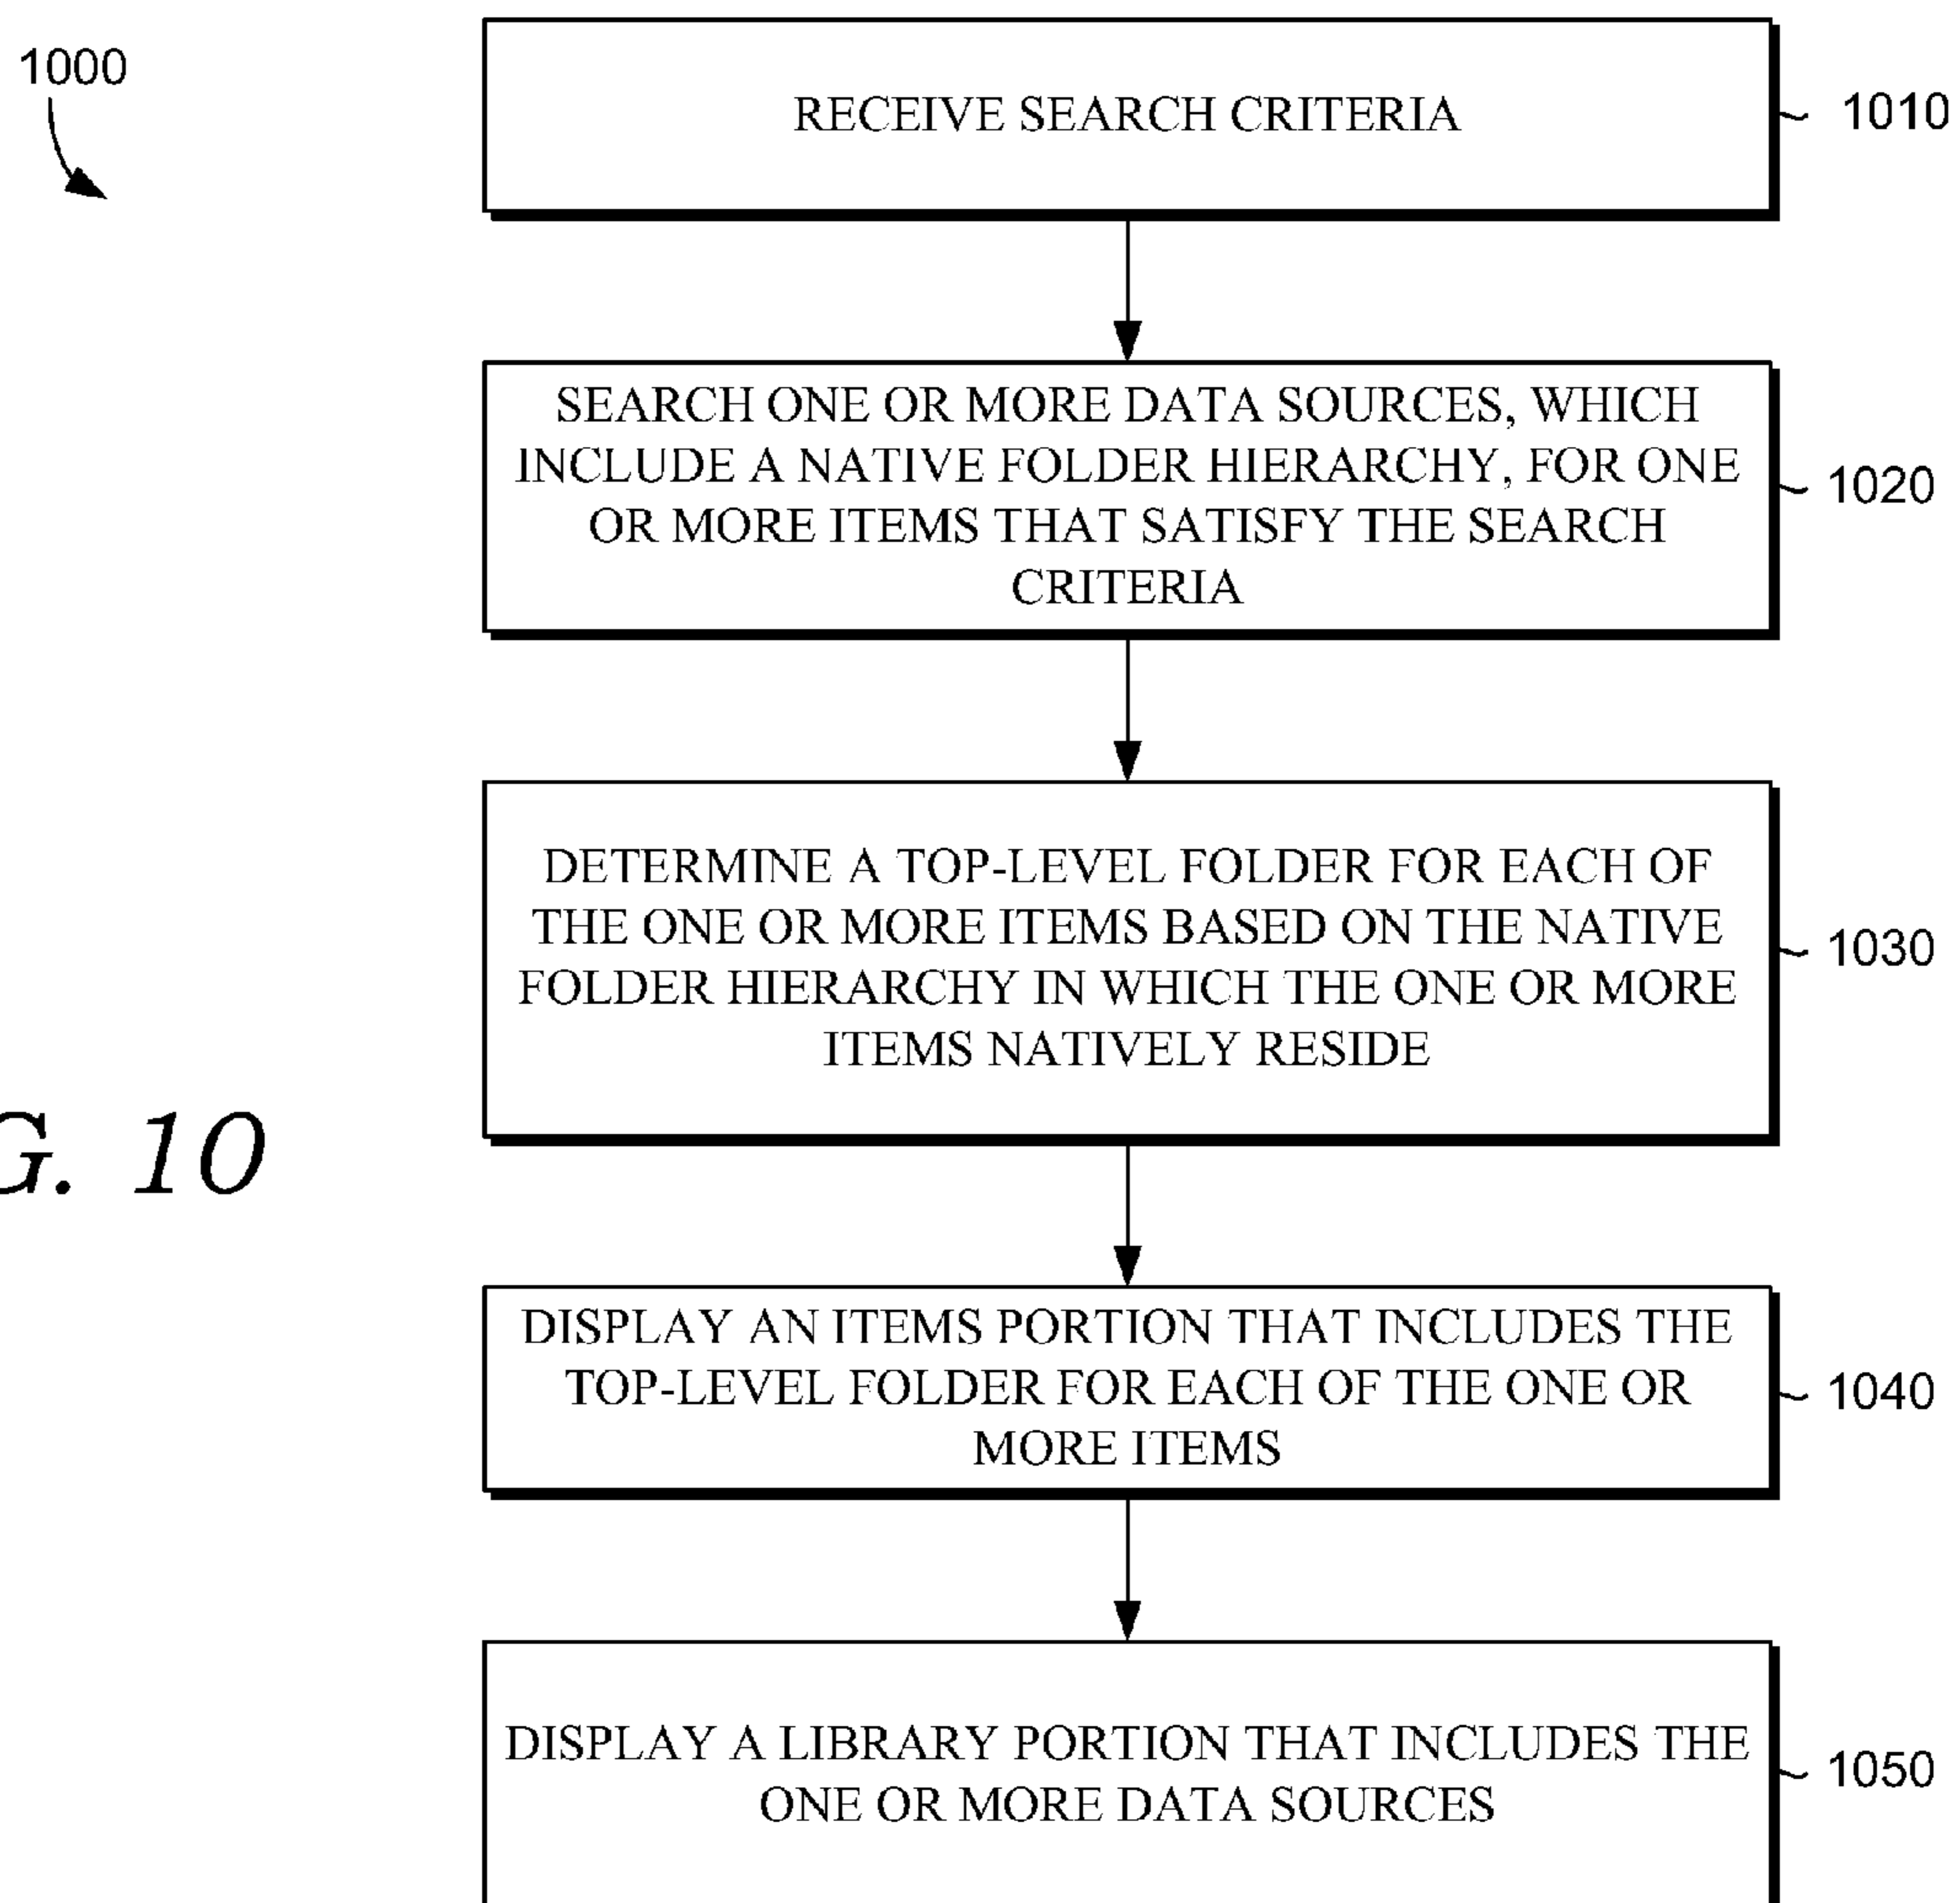 1000
RECEIVE SEARCH CRITERIA
1010
SEARCH ONE OR MORE DATA SOURCES, WHICH
INCLUDE A NATIVE FOLDER HIERARCHY, FOR ONE
OR MORE ITEMS THAT SATISFY THE SEARCH
CRITERIA
1020
DETERMINE A TOP-LEVEL FOLDER FOR EACH OF
THE ONE OR MORE ITEMS BASED ON THE NATIVE
FOLDER HIERARCHY IN WHICH THE ONE OR MORE
ITEMS NATIVELY RESIDE
1030
G. 10
DISPLAY AN ITEMS PORTION THAT INCLUDES THE
TOP-LEVEL FOLDER FOR EACH OF THE ONE OR
MORE ITEMS
1040
DISPLAY A LIBRARY PORTION THAT INCLUDES THE
ONE OR MORE DATA SOURCES
1050